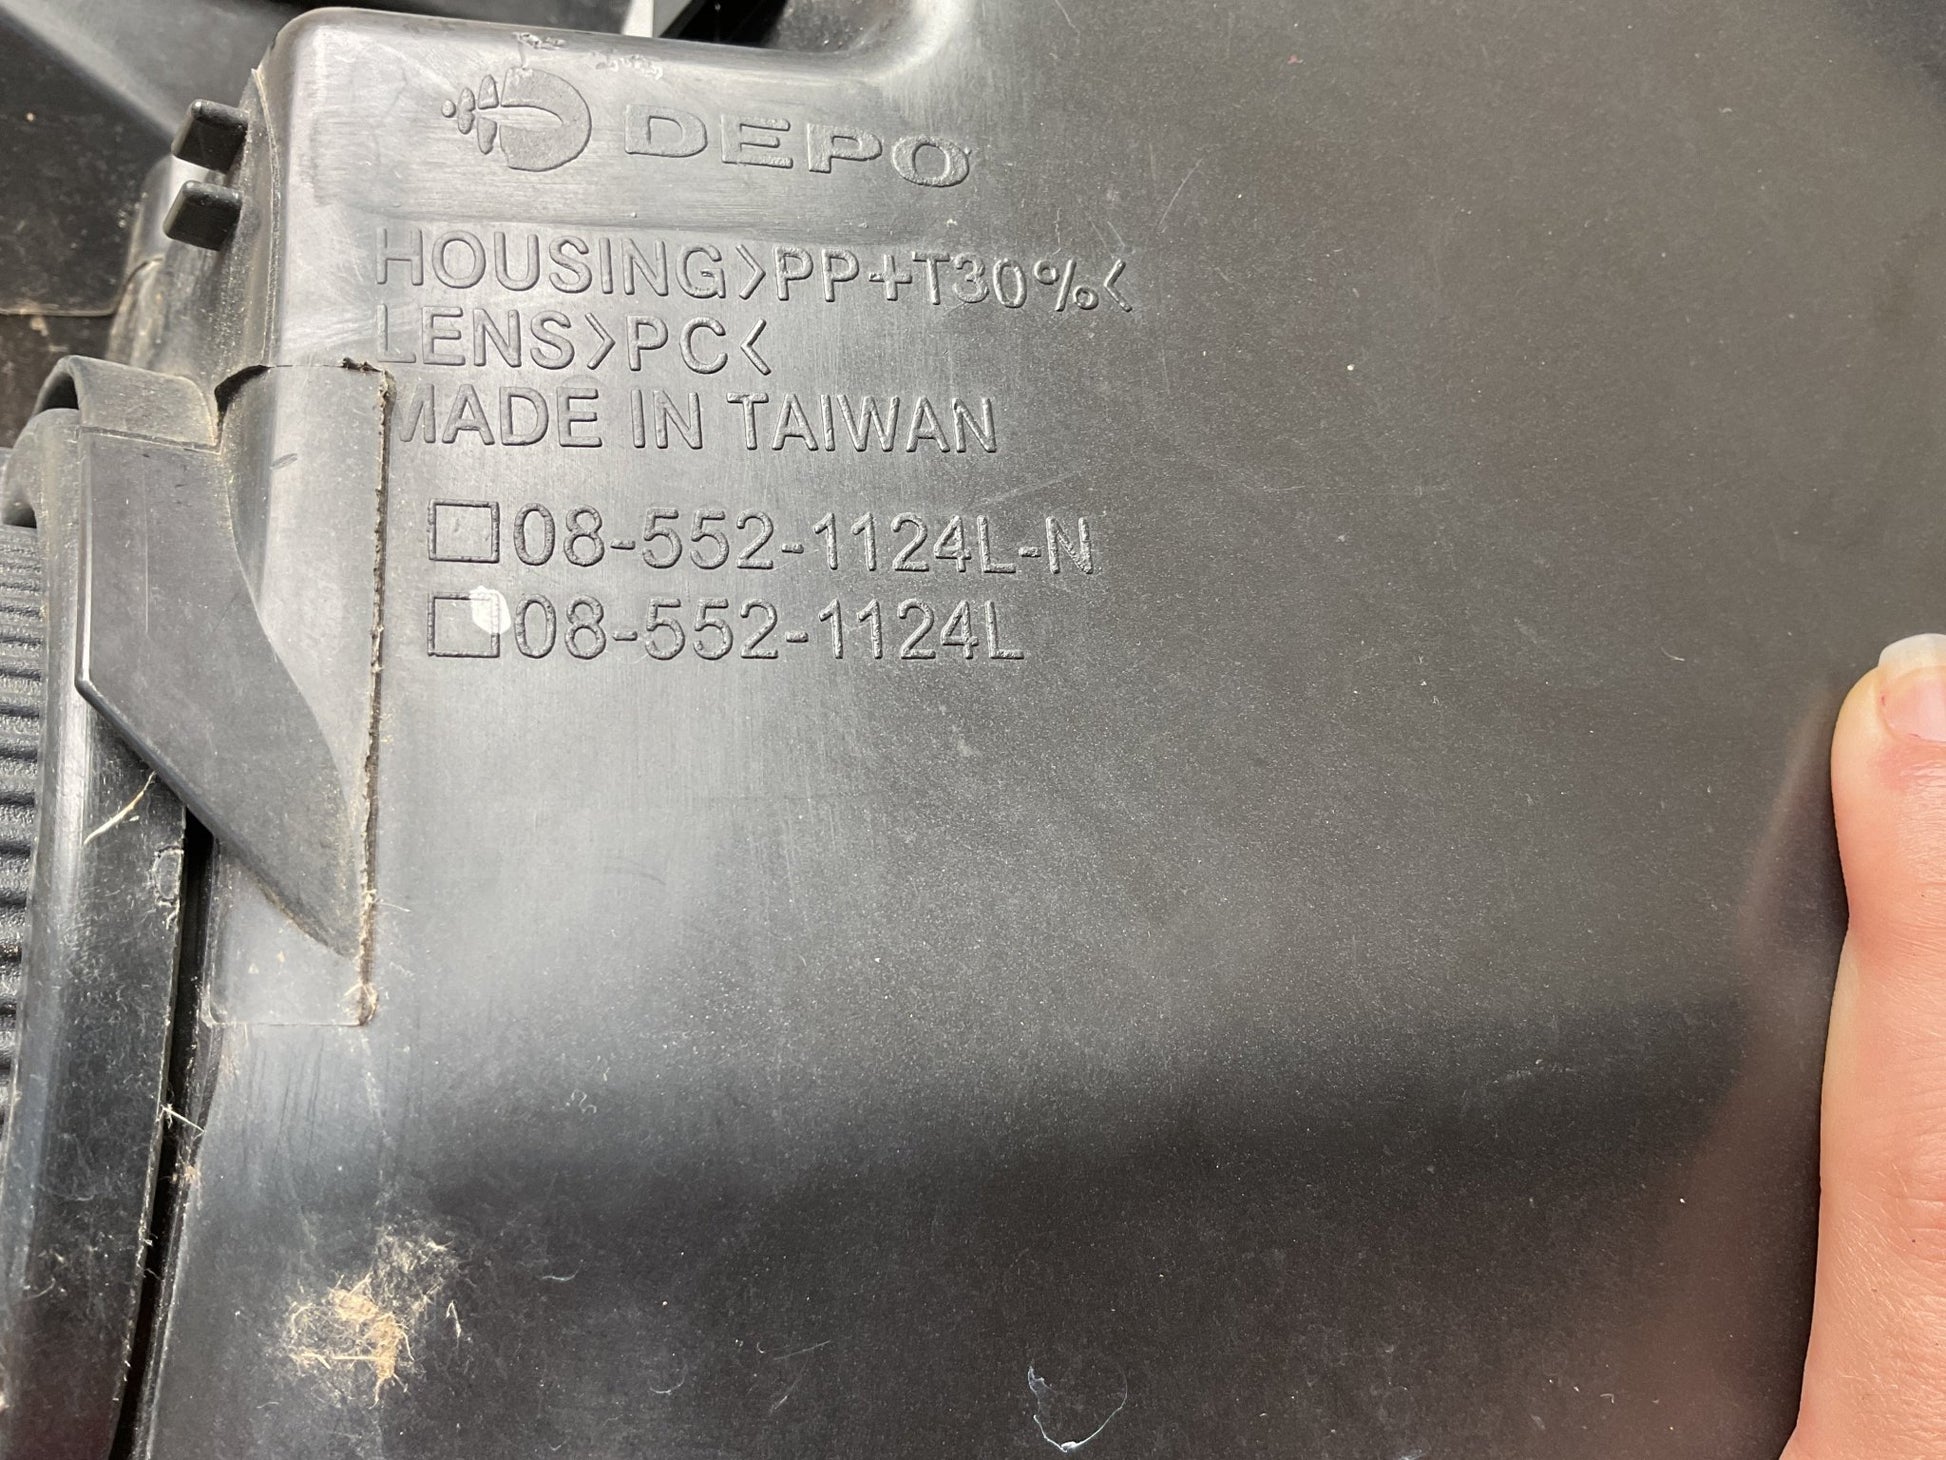 DEPO
HOUSING>PP+T30%<
LENS>PC<
MADE IN TAIWAN
□08-552-1124L-N
□08-552-1124L